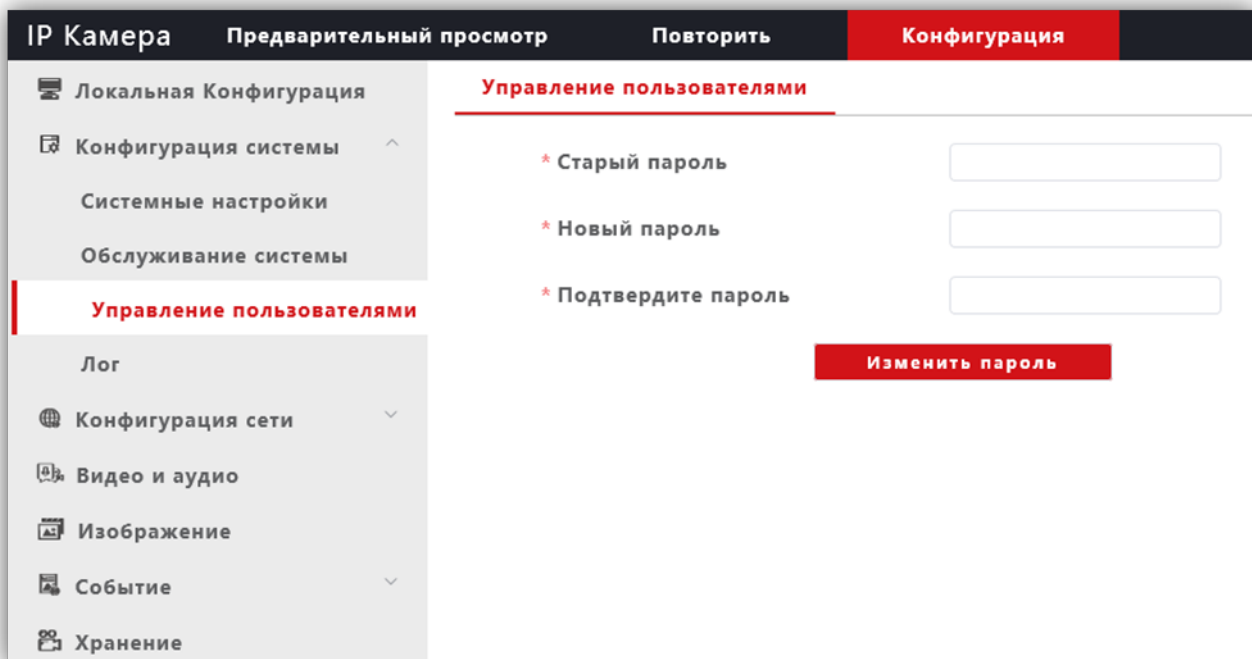 IP Камера Предварительный просмотр Повторить Конфигурация
Локальная Конфигурация
Конфигурация системы
Системные настройки
Обслуживание системы
Управление пользователями
Лог
Конфигурация сети
Видео и аудио
Изображение
Событие
Хранение
Управление пользователями
* Старый пароль
* Новый пароль
* Подтвердите пароль
Изменить пароль